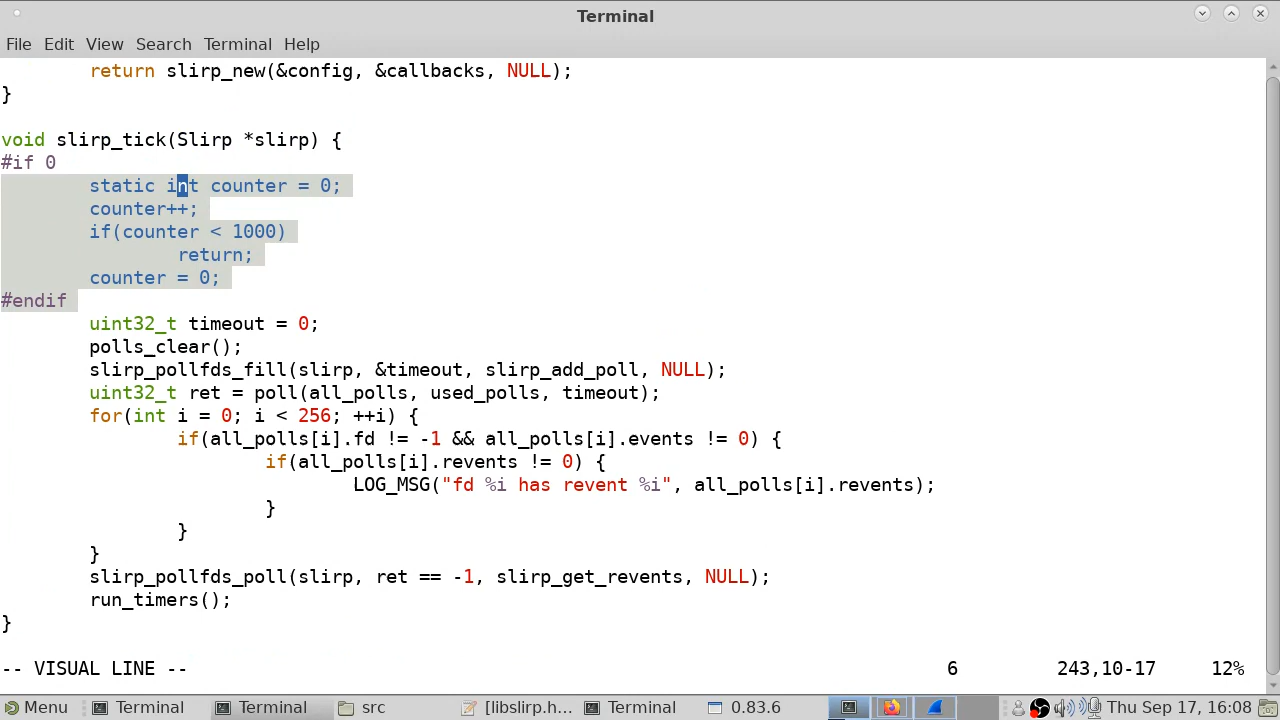 Terminal
File Edit View Search Terminal Help
return slirp_new(&config, &callbacks, NULL);
}
void slirp_tick(Slirp *slirp) {
#if 0
static int counter = 0;
counter++;
if(counter < 1000)
return;
counter = 0;
#endif
uint32_t timeout = 0;
polls_clear();
slirp_pollfds_fill(slirp, &timeout, slirp_add_poll, NULL);
uint32_t ret = poll(all_polls, used_polls, timeout);
for(int i = 0; i < 256; ++i) {
if(all_polls[i].fd != -1 && all_polls[i].events != 0) {
if(all_polls[i].revents != 0) {
LOG_MSG("fd %i has revent %i", all_polls[i].revents);
}
}
}
slirp_pollfds_poll(slirp, ret == -1, slirp_get_revents, NULL);
run_timers();
}
-- VISUAL LINE -- 6 243,10-17 12%
Menu Terminal Terminal src [libslirp.h... Terminal 0.83.6 Thu Sep 17, 16:08